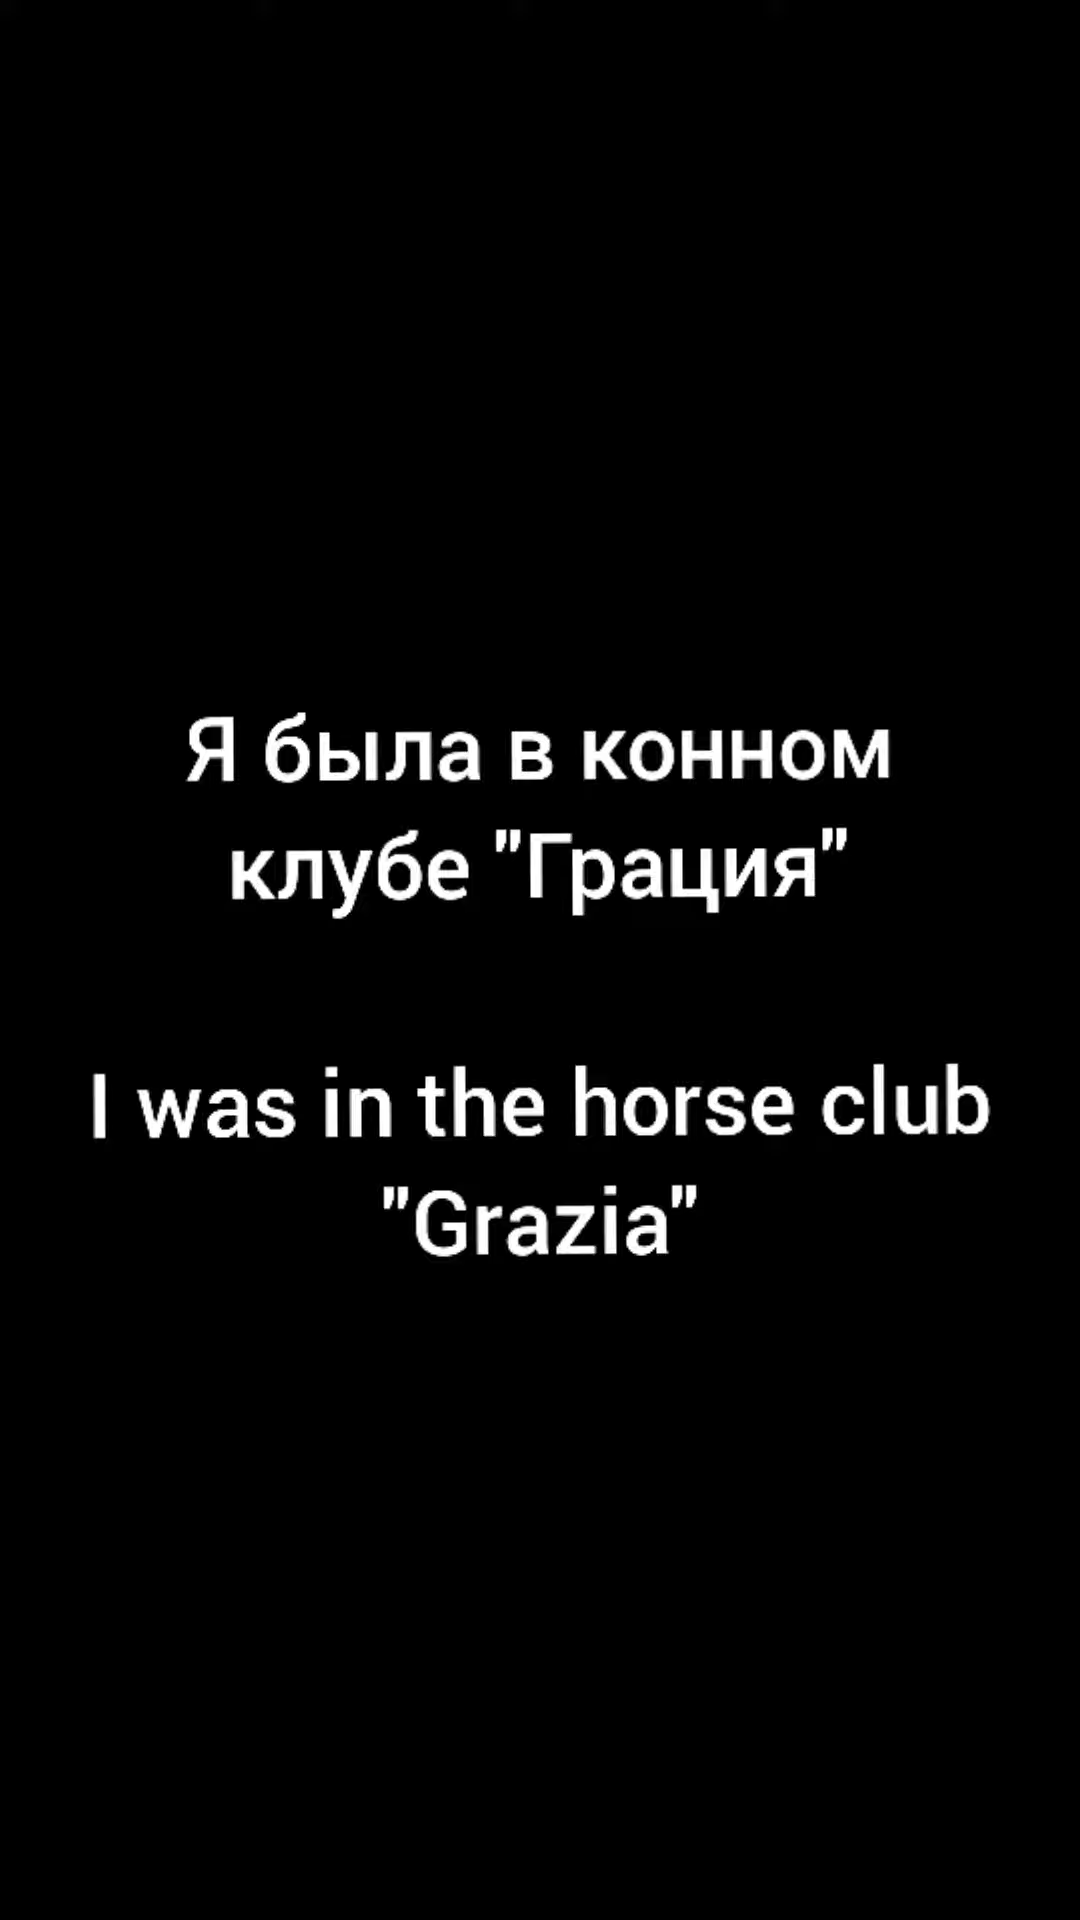 Я была в конном
клубе "Грация"
I was in the horse club
"Grazia"